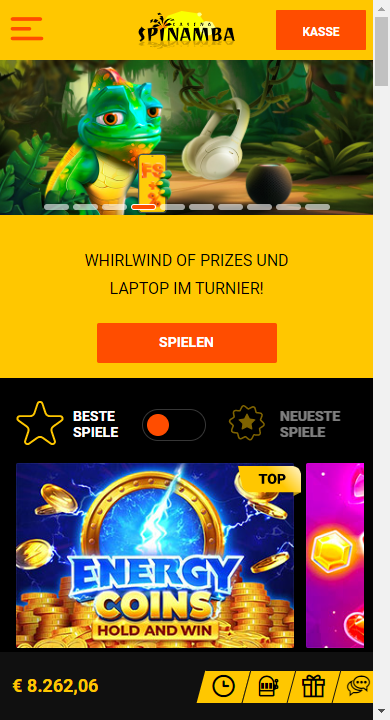 CASINO
SPINAMBA
KASSE
FS
WHIRLWIND OF PRIZES UND
LAPTOP IM TURNIER!
SPIELEN
BESTE
SPIELE
NEUESTE
SPIELE
TOP
ENERGY
COINS
HOLD AND WIN
€ 8.262,06